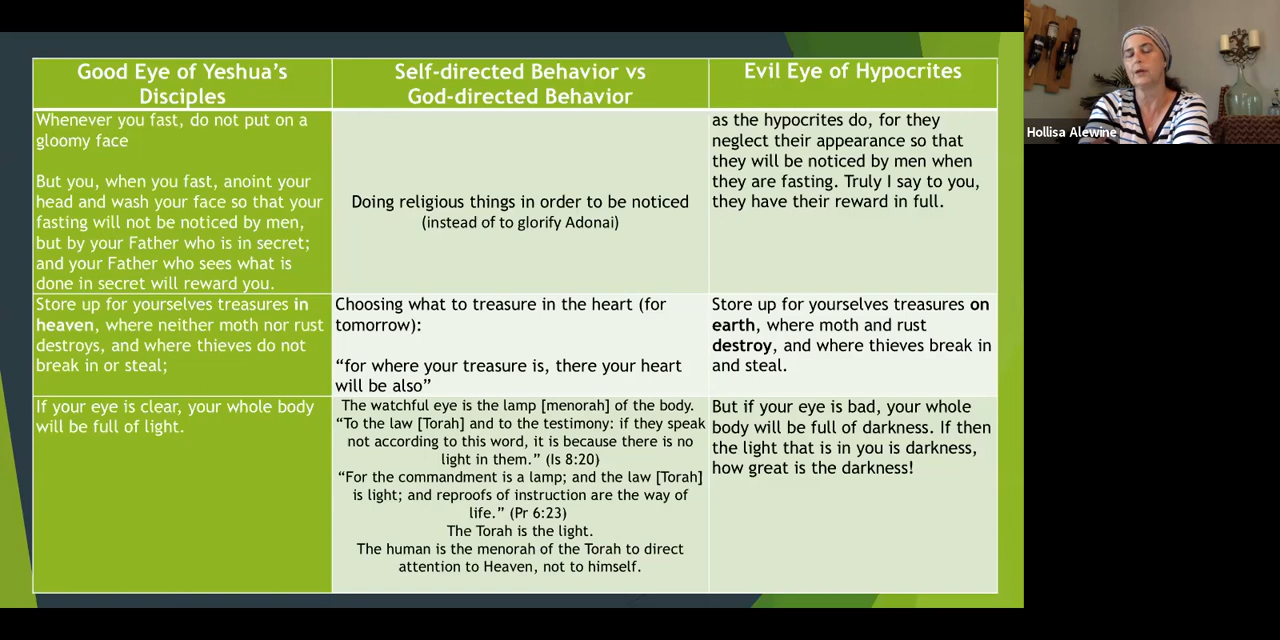 Good Eye of Yeshua's
Disciples
Self-directed Behavior vs
God-directed Behavior
Evil Eye of Hypocrites
Whenever you fast, do not put on a
gloomy face
But you, when you fast, anoint your
head and wash your face so that your
fasting will not be noticed by men,
but by your Father who is in secret;
and your Father who sees what is
done in secret will reward you.
Doing religious things in order to be noticed
(instead of to glorify Adonai)
as the hypocrites do, for they
neglect their appearance so that
they will be noticed by men when
they are fasting. Truly I say to you,
they have their reward in full.
Store up for yourselves treasures in
heaven, where neither moth nor rust
destroys, and where thieves do not
break in or steal;
Choosing what to treasure in the heart (for
tomorrow):
“for where your treasure is, there your heart
will be also”
Store up for yourselves treasures on
earth, where moth and rust
destroy, and where thieves break in
and steal.
If your eye is clear, your whole body
will be full of light.
The watchful eye is the lamp [menorah] of the body.
“To the law [Torah] and to the testimony: if they speak
not according to this word, it is because there is no
light in them.” (Is 8:20)
“For the commandment is a lamp; and the law [Torah]
is light; and reproofs of instruction are the way of
life.” (Pr 6:23)
The Torah is the light.
The human is the menorah of the Torah to direct
attention to Heaven, not to himself.
But if your eye is bad, your whole
body will be full of darkness. If then
the light that is in you is darkness,
how great is the darkness!
Hollisa Alewine